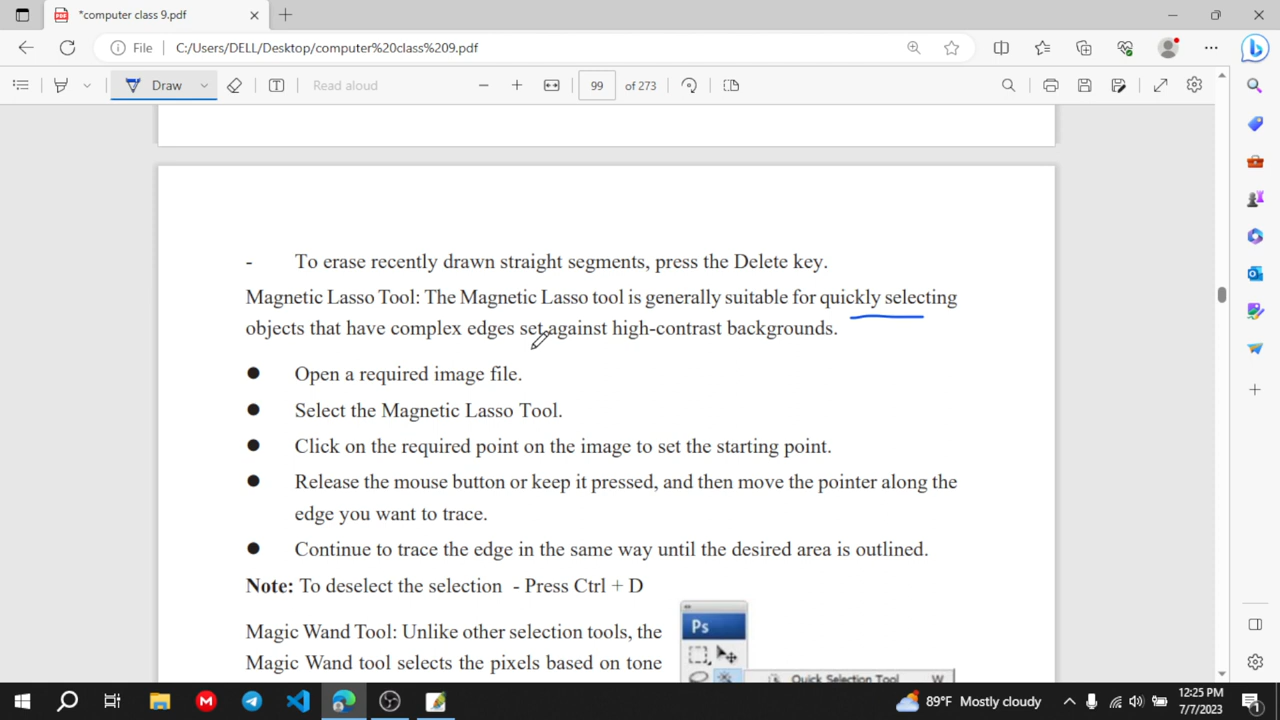 *computer class 9.pdf
File
C:/Users/DELL/Desktop/computer%20class%209.pdf
Draw
Read aloud
99
of 273
- To erase recently drawn straight segments, press the Delete key.
Magnetic Lasso Tool: The Magnetic Lasso tool is generally suitable for quickly selecting
objects that have complex edges set against high-contrast backgrounds.
● Open a required image file.
● Select the Magnetic Lasso Tool.
● Click on the required point on the image to set the starting point.
● Release the mouse button or keep it pressed, and then move the pointer along the
edge you want to trace.
● Continue to trace the edge in the same way until the desired area is outlined.
Note: To deselect the selection - Press Ctrl + D
Magic Wand Tool: Unlike other selection tools, the
Magic Wand tool selects the pixels based on tone
Ps
Quick Selection Tool W
89°F Mostly cloudy
12:25 PM
7/7/2023